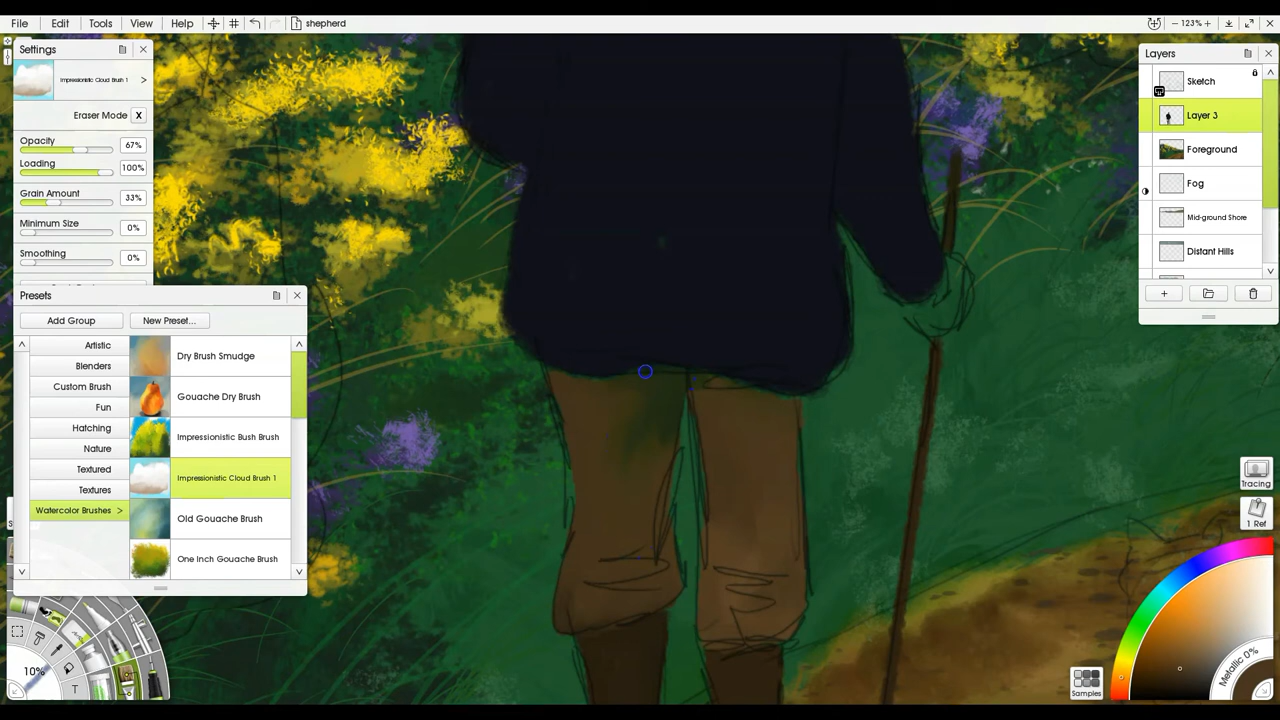 File Edit Tools View Help shepherd
− 123% +
Settings
Impressionistic Cloud Brush 1 >
Eraser Mode X
Opacity
67%
Loading
100%
Grain Amount
33%
Minimum Size
0%
Smoothing
0%
Presets
Add Group New Preset...
Artistic
Blenders
Custom Brush
Fun
Hatching
Nature
Textured
Textures
Watercolor Brushes >
Dry Brush Smudge
Gouache Dry Brush
Impressionistic Bush Brush
Impressionistic Cloud Brush 1
Old Gouache Brush
One Inch Gouache Brush
10%
T
Layers
Sketch
Layer 3
Foreground
Fog
Mid-ground Shore
Distant Hills
+
Tracing
1 Ref
Samples
Metallic 0%